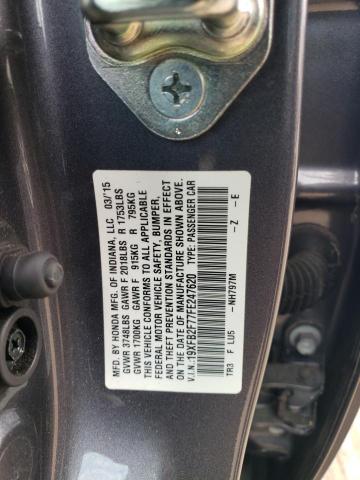 MFD. BY HONDA MFG. OF INDIANA, LLC 03/'15
GVWR 3748LBS GAWR F 2018LBS R 1753LBS
GVWR 1700KG GAWR F 915KG R 795KG
THIS VEHICLE CONFORMS TO ALL APPLICABLE
FEDERAL MOTOR VEHICLE SAFETY, BUMPER,
AND THEFT PREVENTION STANDARDS IN EFFECT
ON THE DATE OF MANUFACTURE SHOWN ABOVE.
V.I.N.:19XFB2F77FE247620 TYPE: PASSENGER CAR
TR3 F LU5 -NH797M -Z -E